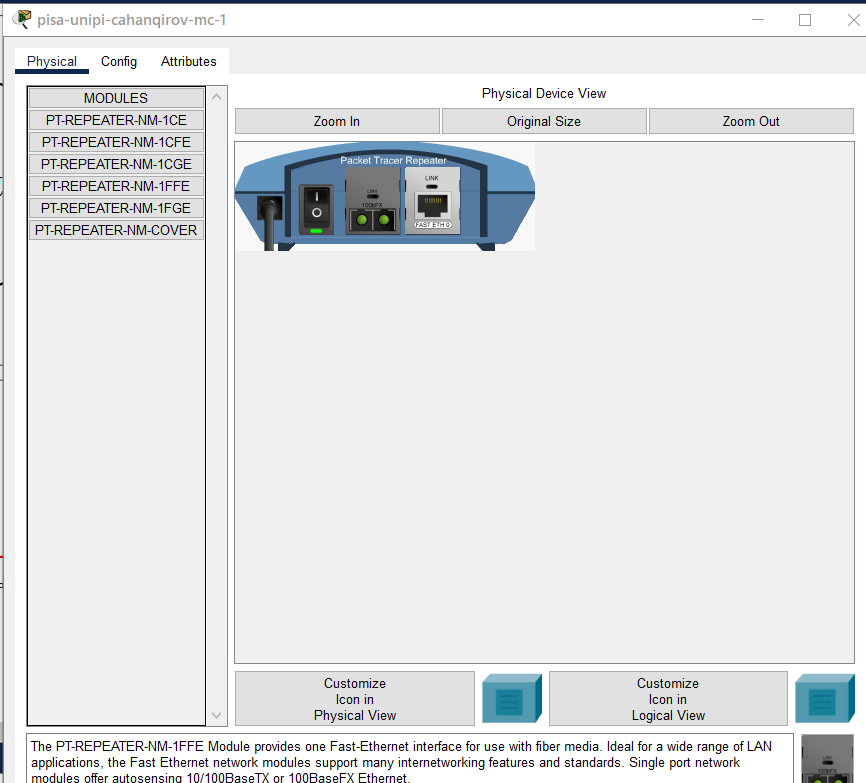 pisa-unipi-cahanqirov-mc-1
Physical Config Attributes
MODULES
PT-REPEATER-NM-1CE
PT-REPEATER-NM-1CFE
PT-REPEATER-NM-1CGE
PT-REPEATER-NM-1FFE
PT-REPEATER-NM-1FGE
PT-REPEATER-NM-COVER
Physical Device View
Zoom In Original Size Zoom Out
Packet Tracer Repeater
LINK
100bFX
LINK
FAST ETH 0
Customize
Icon in
Physical View
Customize
Icon in
Logical View
The PT-REPEATER-NM-1FFE Module provides one Fast-Ethernet interface for use with fiber media. Ideal for a wide range of LAN
applications, the Fast Ethernet network modules support many internetworking features and standards. Single port network
modules offer autosensing 10/100BaseTX or 100BaseFX Ethernet.
LINK